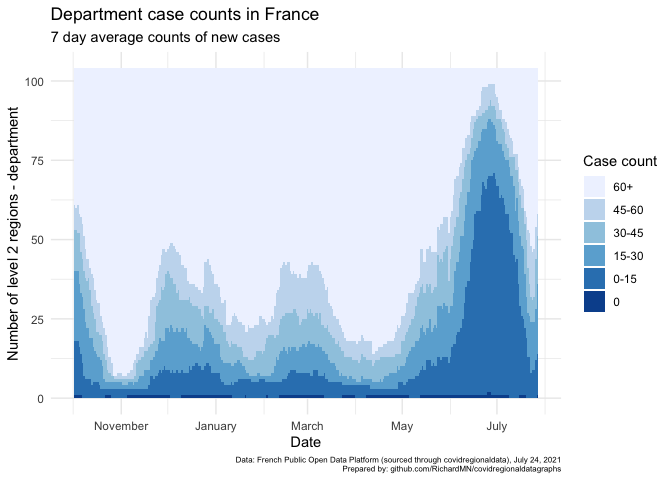 Department case counts in France
7 day average counts of new cases
Number of level 2 regions - department
100
75
50
25
0
November
January
March
May
July
Date
Case count
60+
45-60
30-45
15-30
0-15
0
Data: French Public Open Data Platform (sourced through covidregionaldata), July 24, 2021
Prepared by: github.com/RichardMN/covidregionaldatagraphs